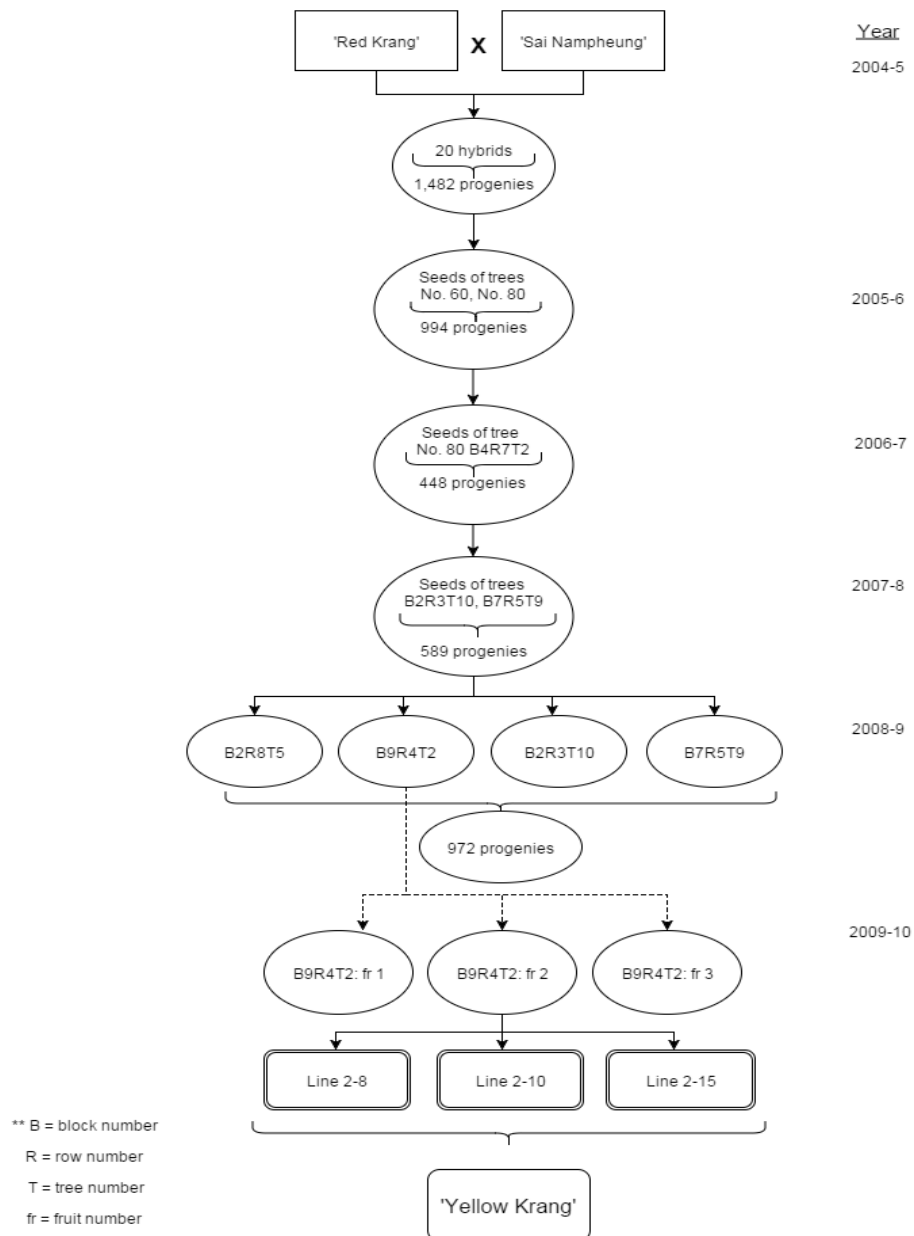 'Red Krang'
X
'Sai Nampheung'
Year
2004-5
20 hybrids
1,482 progenies
Seeds of trees
No. 60, No. 80
994 progenies
2005-6
Seeds of tree
No. 80 B4R7T2
448 progenies
2006-7
Seeds of trees
B2R3T10, B7R5T9
589 progenies
2007-8
B2R8T5
B9R4T2
B2R3T10
B7R5T9
2008-9
972 progenies
B9R4T2: fr 1
B9R4T2: fr 2
B9R4T2: fr 3
2009-10
Line 2-8
Line 2-10
Line 2-15
** B = block number
R = row number
T = tree number
fr = fruit number
'Yellow Krang'